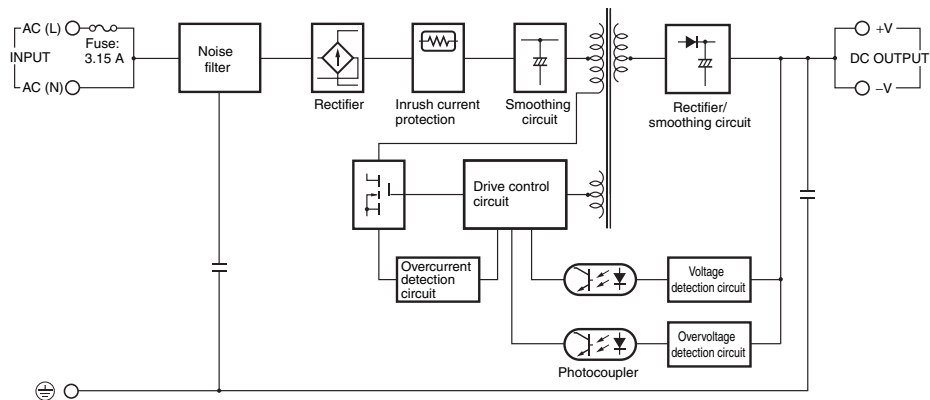 AC (L)
Fuse:
3.15 A
INPUT
AC (N)
Noise
filter
Rectifier
Inrush current
protection
Smoothing
circuit
Rectifier/
smoothing circuit
+V
DC OUTPUT
–V
Drive control
circuit
Overcurrent
detection
circuit
Voltage
detection circuit
Overvoltage
detection circuit
Photocoupler